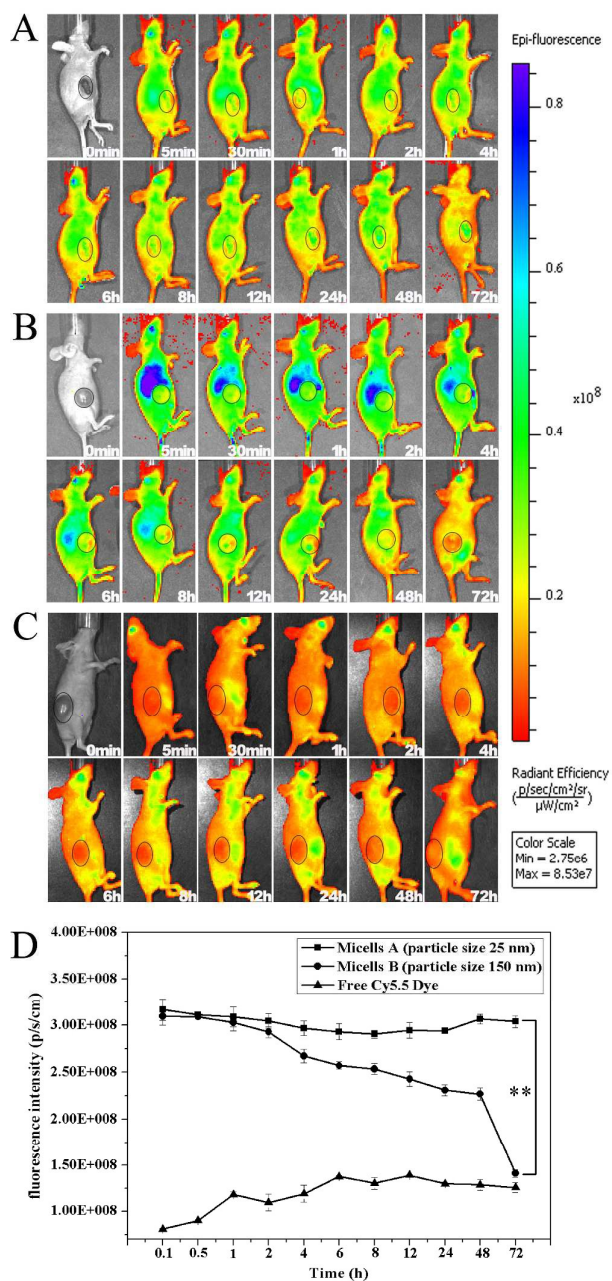 A
0min
5min
30min
1h
2h
4h
6h
8h
12h
24h
48h
72h
B
0min
5min
30min
1h
2h
4h
6h
8h
12h
24h
48h
72h
C
0min
5min
30min
1h
2h
4h
6h
8h
12h
24h
48h
72h
Epi-fluorescence
0.8
0.6
×10⁸
0.4
0.2
Radiant Efficiency
(p/sec/cm²/sr / µW/cm²)
Color Scale
Min = 2.75e6
Max = 8.53e7
D
4.00E+008
3.50E+008
3.00E+008
2.50E+008
2.00E+008
1.50E+008
1.00E+008
fluorescence intensity (p/s/cm)
Micells A (particle size 25 nm)
Micells B (particle size 150 nm)
Free Cy5.5 Dye
**
0.1 0.5 1 2 4 6 8 12 24 48 72
Time (h)